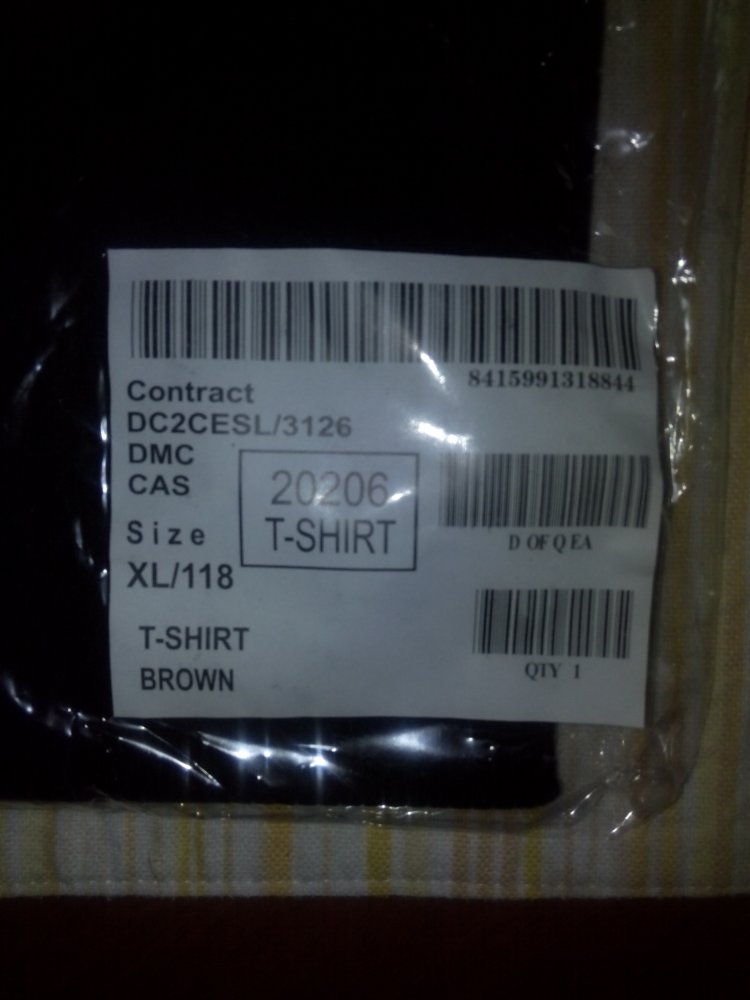 8415991318844
Contract
DC2CESL/3126
DMC
CAS
20206
T-SHIRT
D OF Q EA
Size
XL/118
T-SHIRT
BROWN
QTY 1